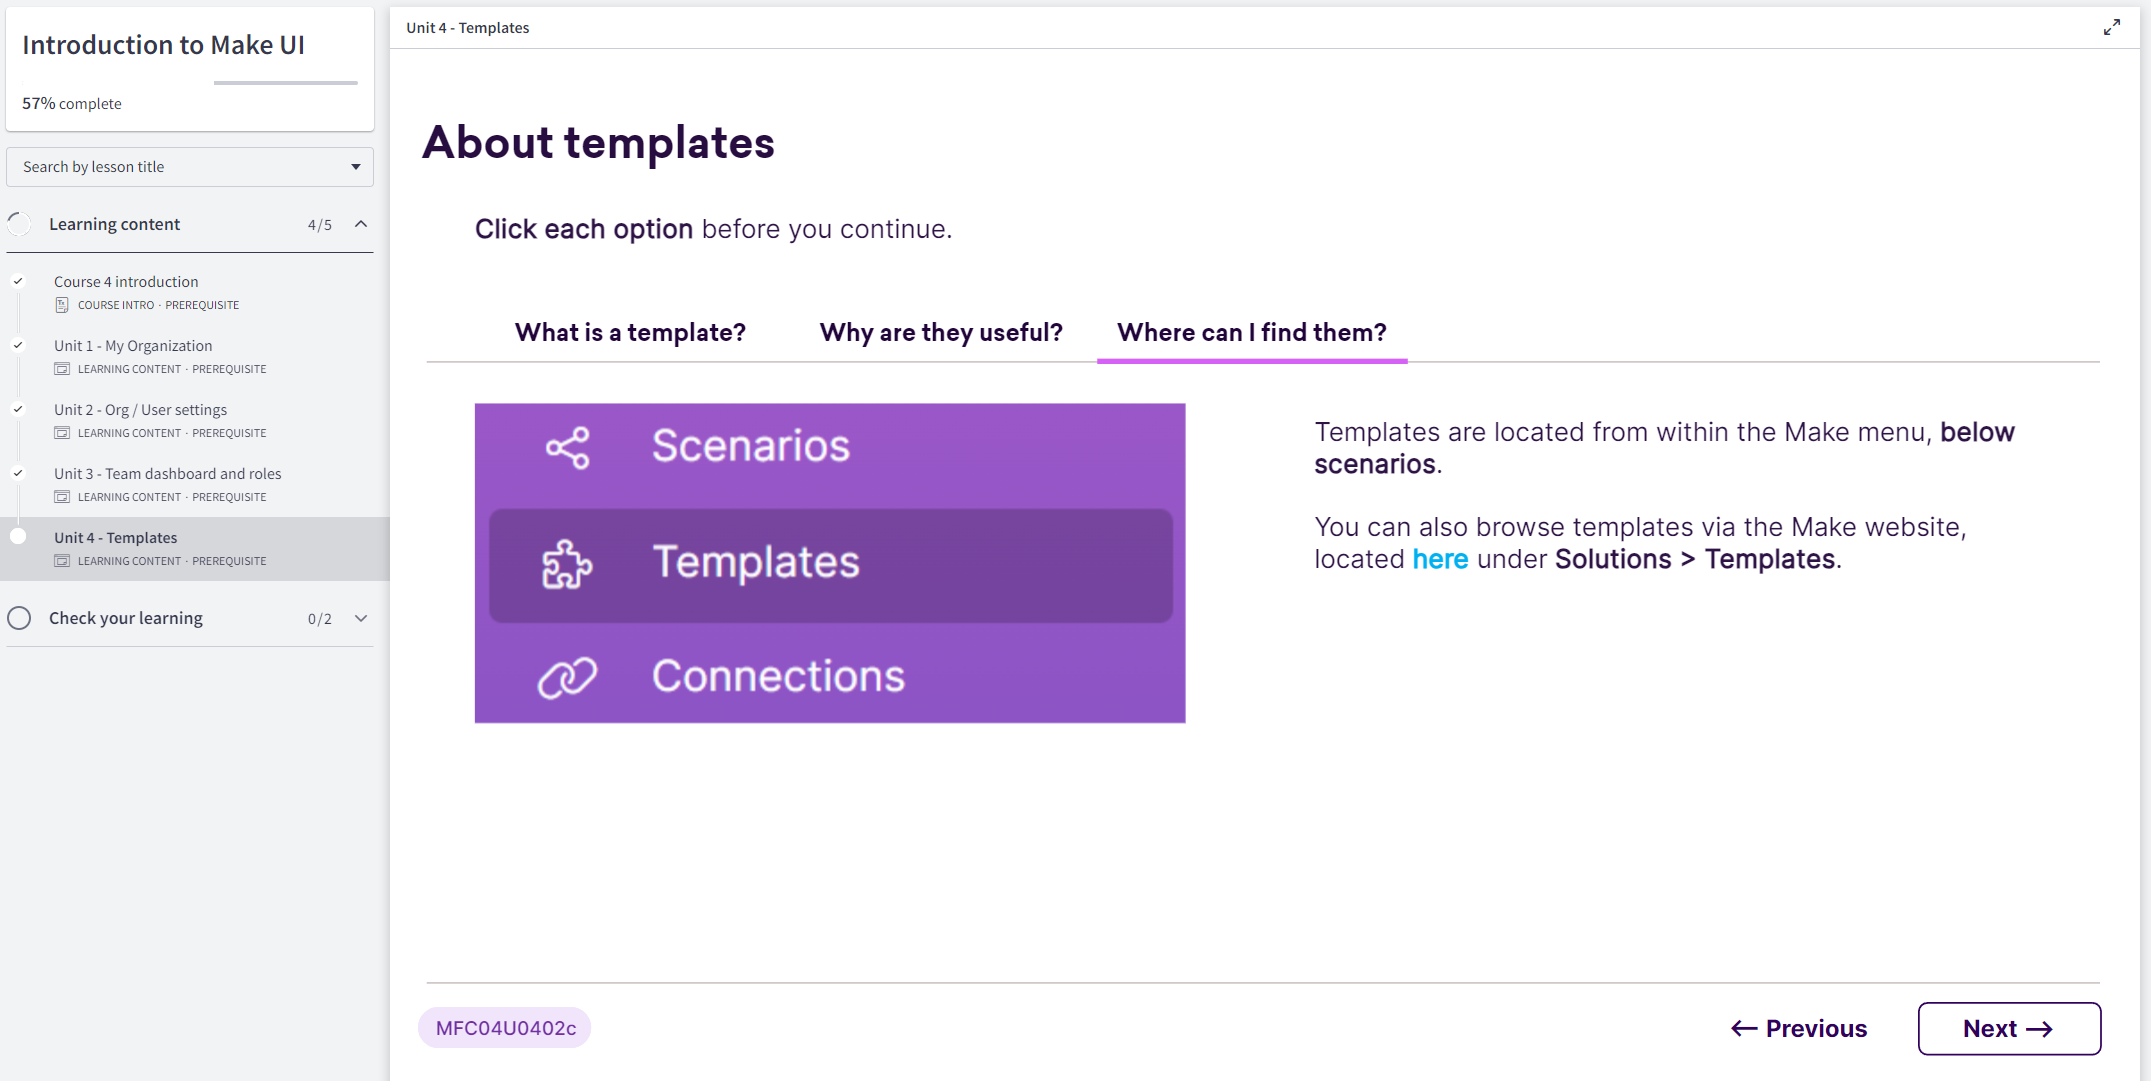 Introduction to Make UI
57% complete
Search by lesson title
Learning content 4/5
Course 4 introduction
COURSE INTRO · PREREQUISITE
Unit 1 - My Organization
LEARNING CONTENT · PREREQUISITE
Unit 2 - Org / User settings
LEARNING CONTENT · PREREQUISITE
Unit 3 - Team dashboard and roles
LEARNING CONTENT · PREREQUISITE
Unit 4 - Templates
LEARNING CONTENT · PREREQUISITE
Check your learning 0/2
Unit 4 - Templates
About templates
Click each option before you continue.
What is a template? Why are they useful? Where can I find them?
Scenarios
Templates
Connections
Templates are located from within the Make menu, below
scenarios.
You can also browse templates via the Make website,
located here under Solutions > Templates.
MFC04U0402c
← Previous
Next →